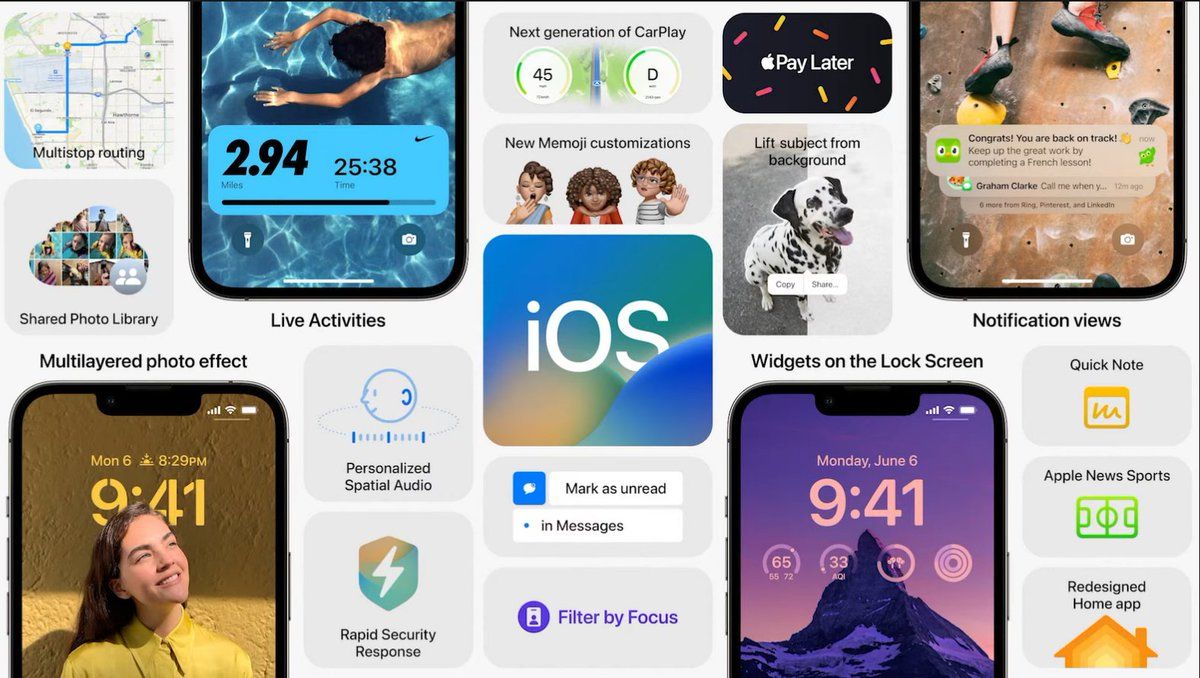 Multistop routing
Shared Photo Library
2.94
Miles
25:38
Time
Live Activities
Next generation of CarPlay
45
D
New Memoji customizations
Pay Later
Lift subject from
background
Copy
Share...
Congrats! You are back on track! 👋
now
Keep up the great work by
completing a French lesson!
Graham Clarke Call me when y...
12m ago
6 more from Ring, Pinterest, and LinkedIn
Notification views
iOS
Multilayered photo effect
Mon 6
8:29PM
9:41
Personalized
Spatial Audio
Rapid Security
Response
Mark as unread
in Messages
Filter by Focus
Widgets on the Lock Screen
Monday, June 6
9:41
65
55 72
33
AQI
Quick Note
Apple News Sports
Redesigned
Home app